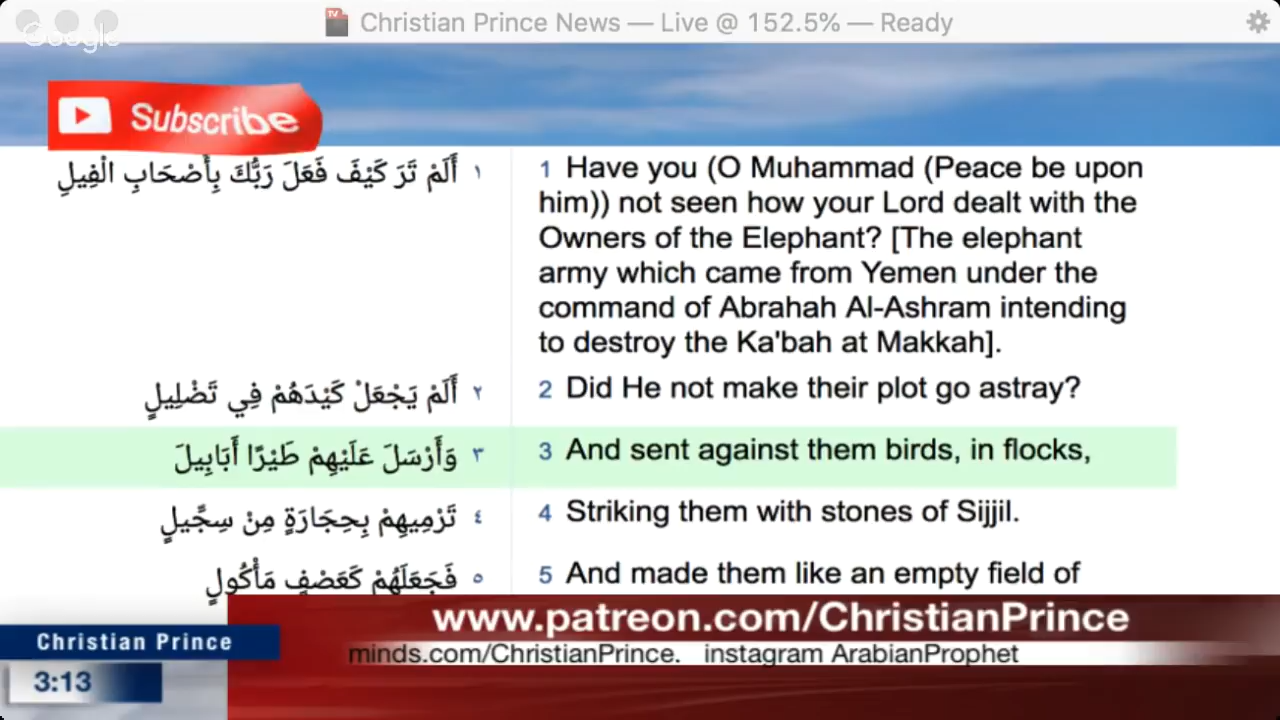 Christian Prince News — Live @ 152.5% — Ready
Google
Subscribe
١ أَلَمْ تَرَ كَيْفَ فَعَلَ رَبُّكَ بِأَصْحَابِ الْفِيلِ
1 Have you (O Muhammad (Peace be upon
him)) not seen how your Lord dealt with the
Owners of the Elephant? [The elephant
army which came from Yemen under the
command of Abrahah Al-Ashram intending
to destroy the Ka'bah at Makkah].
٢ أَلَمْ يَجْعَلْ كَيْدَهُمْ فِي تَضْلِيلٍ
2 Did He not make their plot go astray?
٣ وَأَرْسَلَ عَلَيْهِمْ طَيْرًا أَبَابِيلَ
3 And sent against them birds, in flocks,
٤ تَرْمِيهِمْ بِحِجَارَةٍ مِنْ سِجِّيلٍ
4 Striking them with stones of Sijjil.
٥ فَجَعَلَهُمْ كَعَصْفٍ مَأْكُولٍ
5 And made them like an empty field of
www.patreon.com/ChristianPrince
Christian Prince
minds.com/ChristianPrince. instagram ArabianProphet
3:13